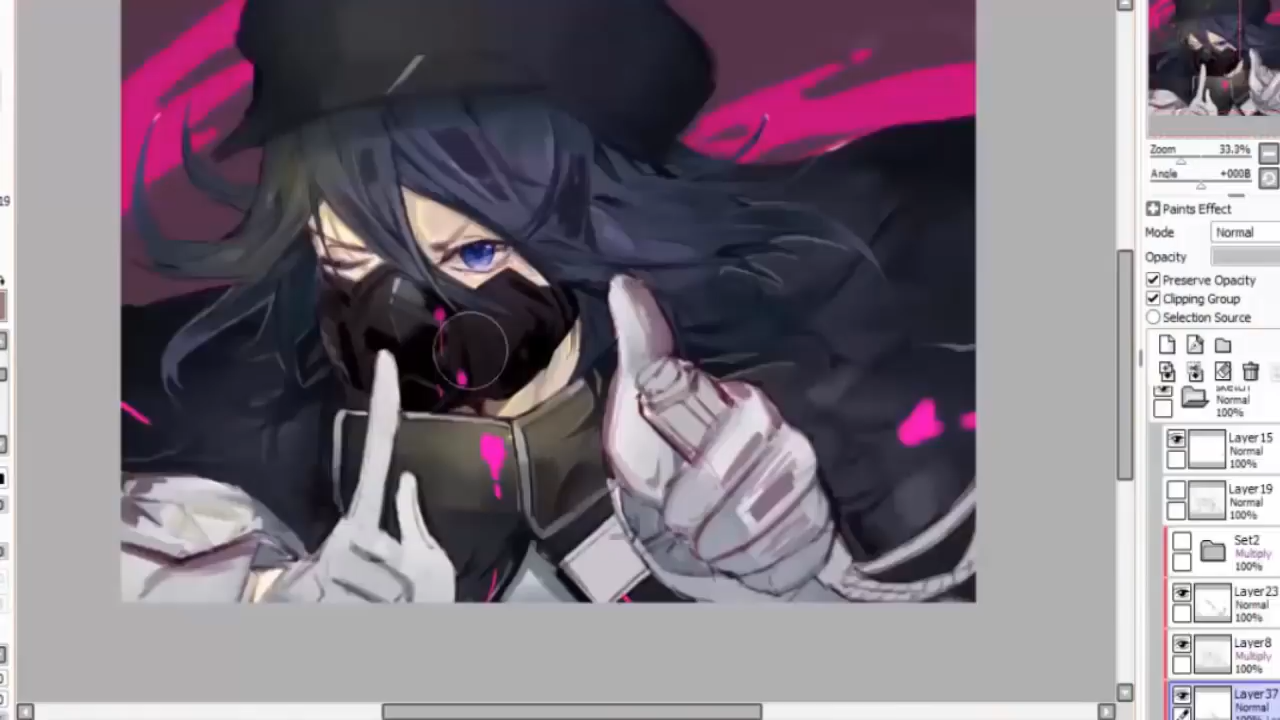 19
Zoom 33.3%
Angle +000B
Paints Effect
Mode Normal
Opacity
Preserve Opacity
Clipping Group
Selection Source
Normal
100%
Layer15
Normal
100%
Layer19
Normal
100%
Set2
Multiply
100%
Layer23
Normal
100%
Layer8
Multiply
100%
Layer37
Normal